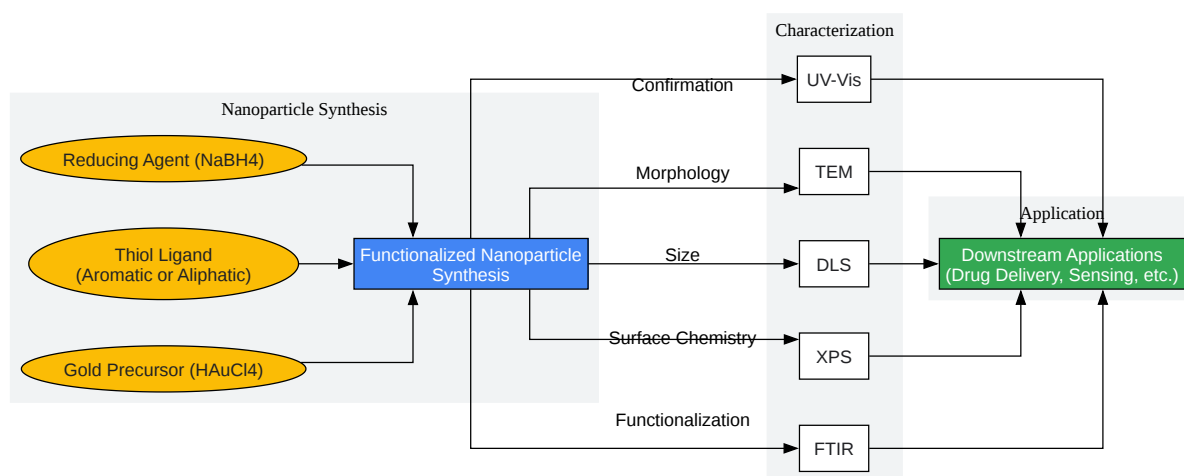 Characterization
Confirmation
UV-Vis
Nanoparticle Synthesis
Reducing Agent (NaBH4)
Morphology
TEM
Application
Thiol Ligand
(Aromatic or Aliphatic)
Functionalized Nanoparticle
Synthesis
Size
DLS
Downstream Applications
(Drug Delivery, Sensing, etc.)
Surface Chemistry
XPS
Gold Precursor (HAuCl4)
Functionalization
FTIR